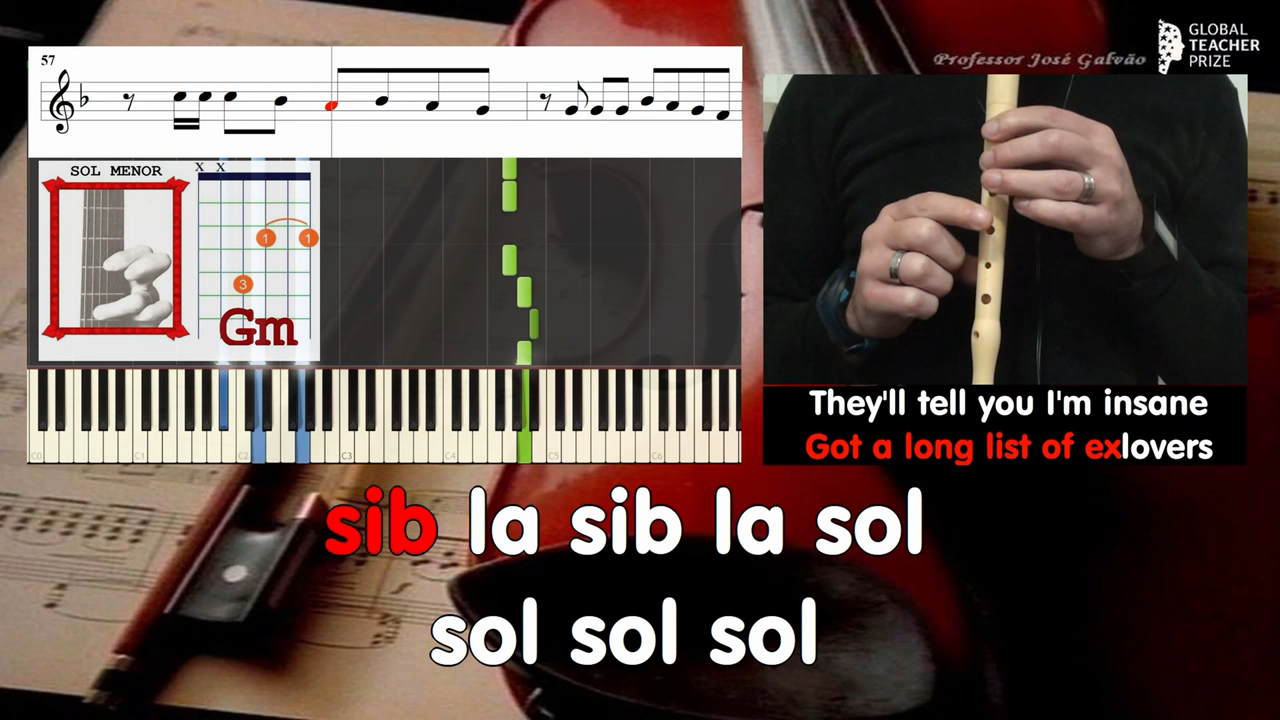 57
Professor José Galvão
GLOBAL
TEACHER
PRIZE
SOL MENOR
X X
1 1
3
Gm
C0 C1 C2 C3 C4 C5 C6
They'll tell you I'm insane
Got a long list of exlovers
sib la sib la sol
sol sol sol